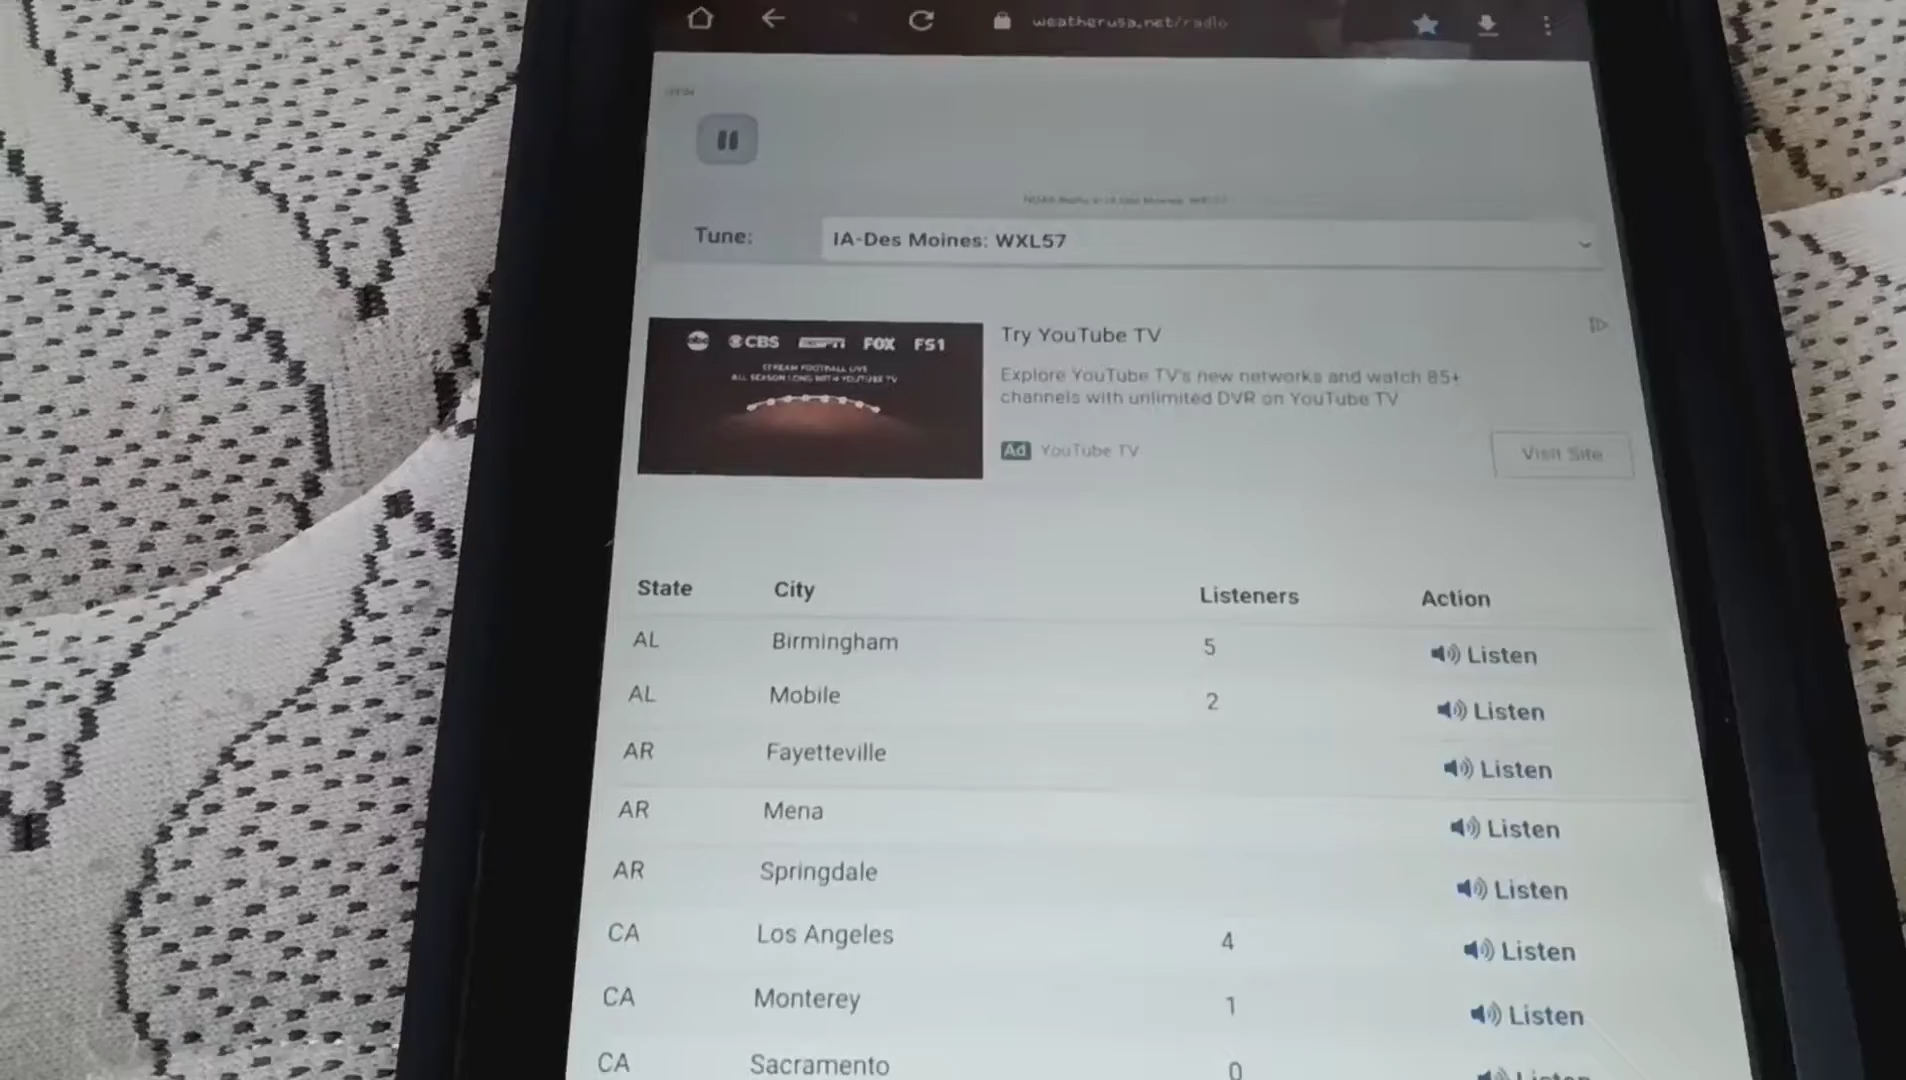 weatherusa.net/radio
Tune:
IA-Des Moines: WXL57
abc CBS ESPN FOX FS1
STREAM FOOTBALL LIVE
ALL SEASON LONG WITH YOUTUBE TV
Try YouTube TV
Explore YouTube TV's new networks and watch 85+
channels with unlimited DVR on YouTube TV
Ad YouTube TV
Visit Site
State City Listeners Action
AL Birmingham 5 Listen
AL Mobile 2 Listen
AR Fayetteville Listen
AR Mena Listen
AR Springdale Listen
CA Los Angeles 4 Listen
CA Monterey 1 Listen
CA Sacramento 0 Listen